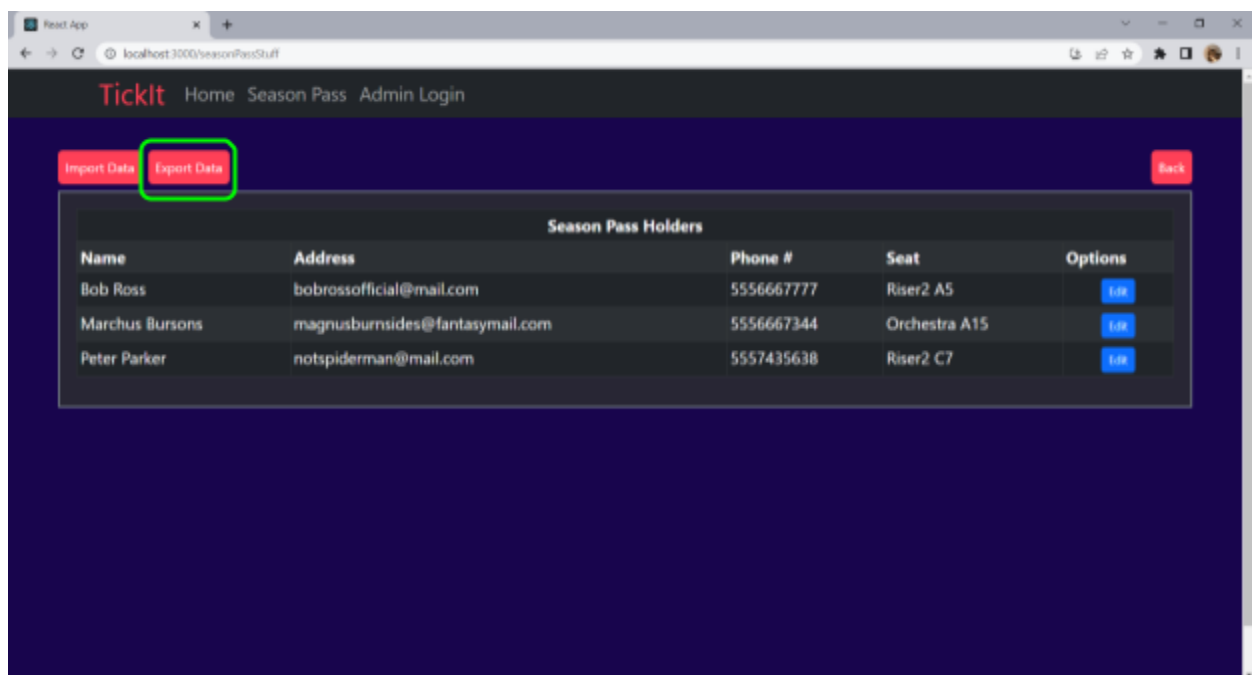 React App
localhost:3000/seasonPassStuff
TickIt Home Season Pass Admin Login
Import Data Export Data Back
Season Pass Holders
Name Address Phone # Seat Options
Bob Ross bobrossofficial@mail.com 5556667777 Riser2 A5 Edit
Marchus Bursons magnusburnsides@fantasymail.com 5556667344 Orchestra A15 Edit
Peter Parker notspiderman@mail.com 5557435638 Riser2 C7 Edit